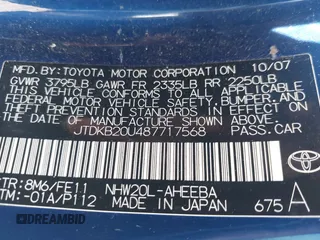 MFD. BY: TOYOTA MOTOR CORPORATION 10/07
GVWR 3795LB GAWR FR 2335LB RR 2250LB
THIS VEHICLE CONFORMS TO ALL APPLICABLE
FEDERAL MOTOR VEHICLE SAFETY, BUMPER, AND
THEFT PREVENTION STANDARDS IN EFFECT ON
THE DATE OF MANUFACTURE SHOWN ABOVE.
JTDKB20U487717568 PASS. CAR
TR: 8M6/FE11 NHW20L-AHEEBA
TM: -01A/P112 MADE IN JAPAN 675 A
TOYOTA
BIDAMERICAN